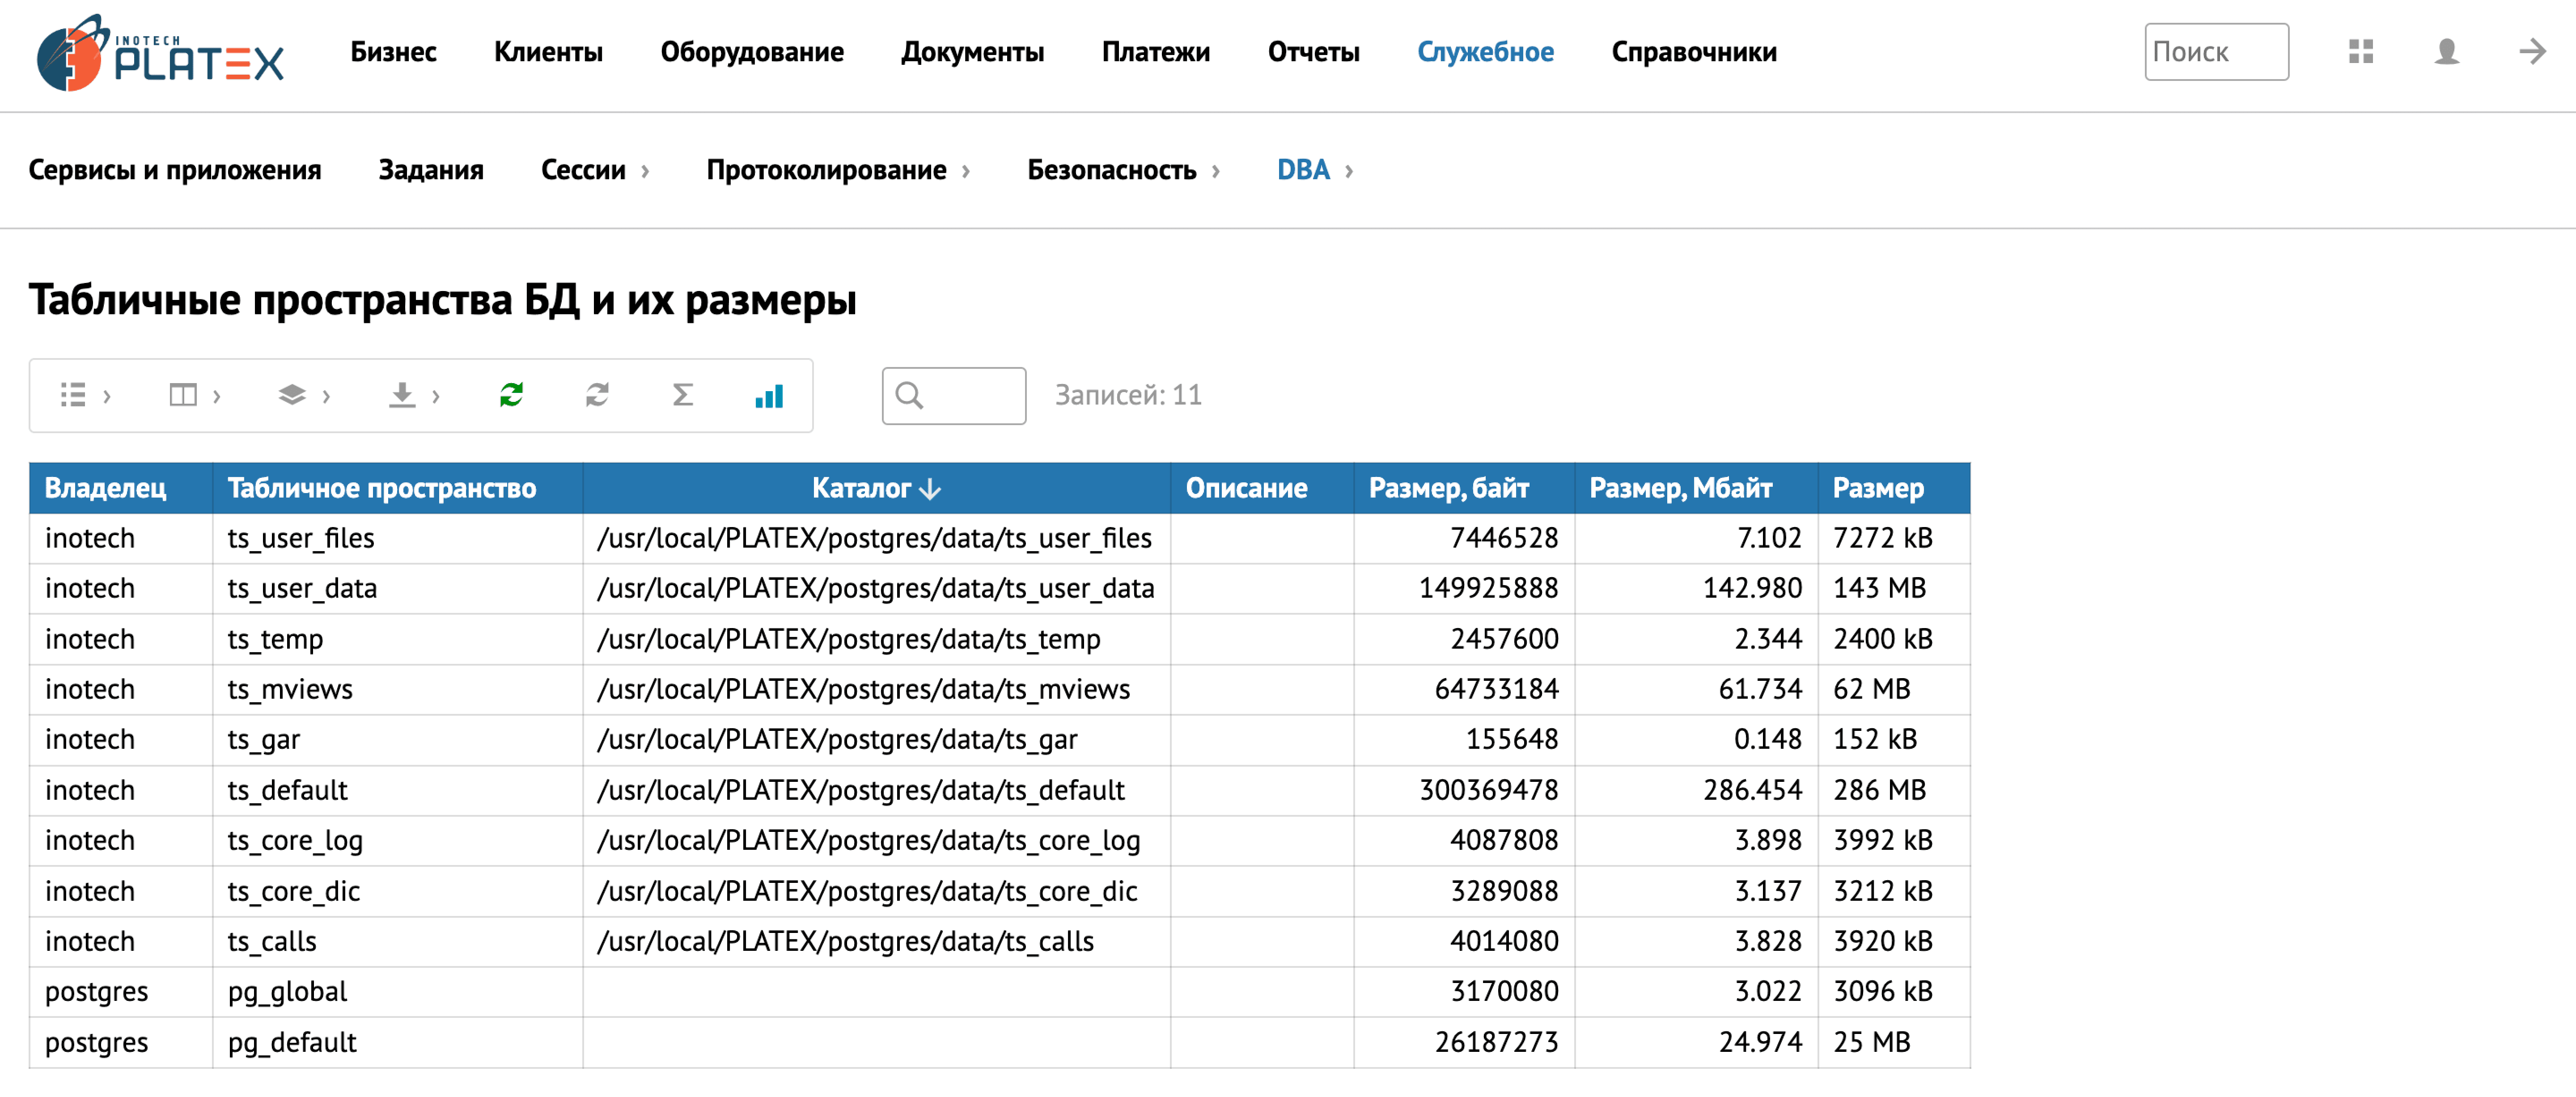 INOTECH
PLATEX
Бизнес Клиенты Оборудование Документы Платежи Отчеты Служебное Справочники Поиск
Сервисы и приложения Задания Сессии Протоколирование Безопасность DBA
Табличные пространства БД и их размеры
Записей: 11
Владелец Табличное пространство Каталог Описание Размер, байт Размер, Мбайт Размер
inotech ts_user_files /usr/local/PLATEX/postgres/data/ts_user_files 7446528 7.102 7272 kB
inotech ts_user_data /usr/local/PLATEX/postgres/data/ts_user_data 149925888 142.980 143 MB
inotech ts_temp /usr/local/PLATEX/postgres/data/ts_temp 2457600 2.344 2400 kB
inotech ts_mviews /usr/local/PLATEX/postgres/data/ts_mviews 64733184 61.734 62 MB
inotech ts_gar /usr/local/PLATEX/postgres/data/ts_gar 155648 0.148 152 kB
inotech ts_default /usr/local/PLATEX/postgres/data/ts_default 300369478 286.454 286 MB
inotech ts_core_log /usr/local/PLATEX/postgres/data/ts_core_log 4087808 3.898 3992 kB
inotech ts_core_dic /usr/local/PLATEX/postgres/data/ts_core_dic 3289088 3.137 3212 kB
inotech ts_calls /usr/local/PLATEX/postgres/data/ts_calls 4014080 3.828 3920 kB
postgres pg_global 3170080 3.022 3096 kB
postgres pg_default 26187273 24.974 25 MB